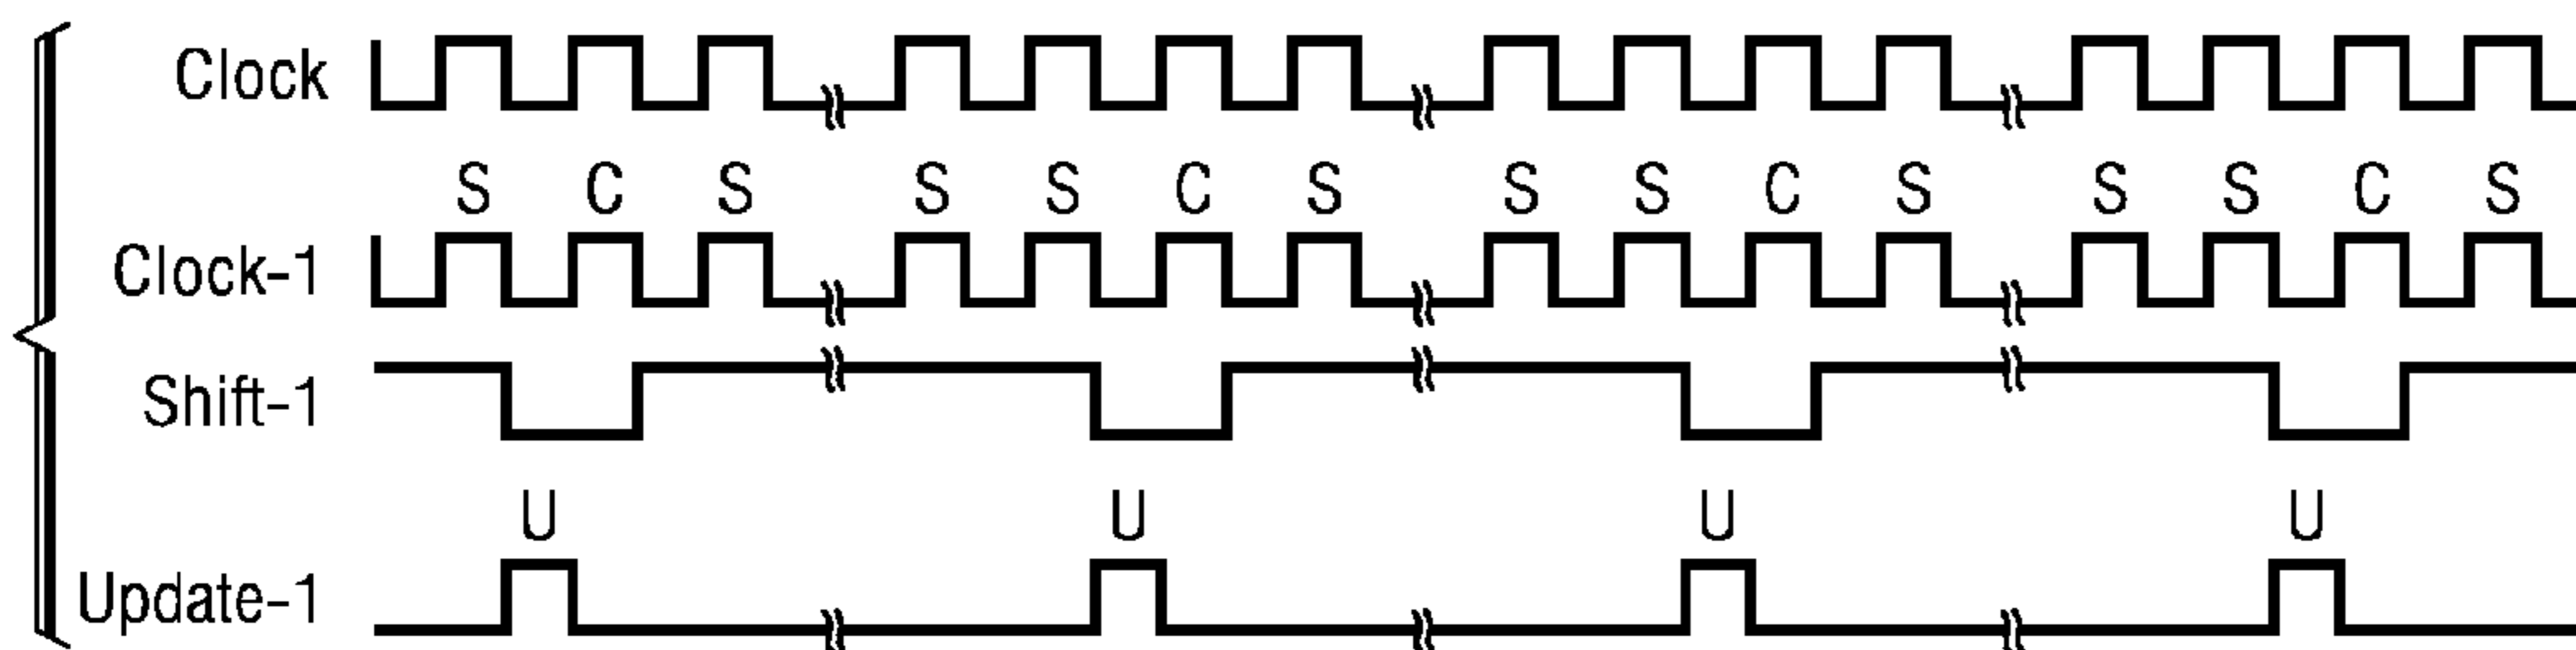 Clock
S C S S S C S S S C S S S C S
Clock-1
Shift-1
U U U U
Update-1